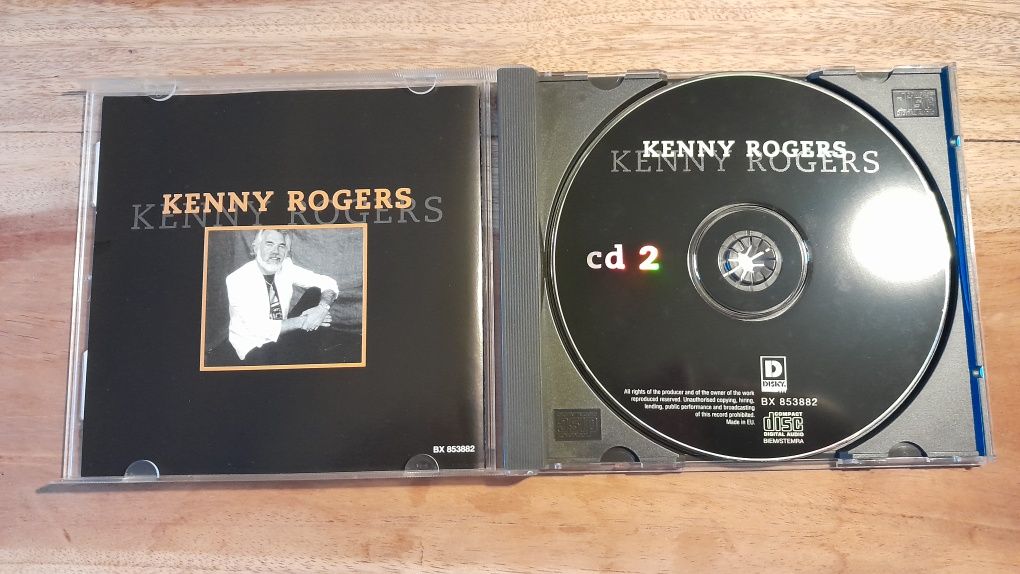 KENNY ROGERS
KENNY ROGERS
BX 853882
KENNY ROGERS
KENNY ROGERS
cd 2
D
DISKY
BX 853882
All rights of the producer and of the owner of the work
reproduced reserved. Unauthorised copying, hiring,
lending, public performance and broadcasting
of this record prohibited.
Made in EU.
COMPACT
disc
DIGITAL AUDIO
BIEM/STEMRA